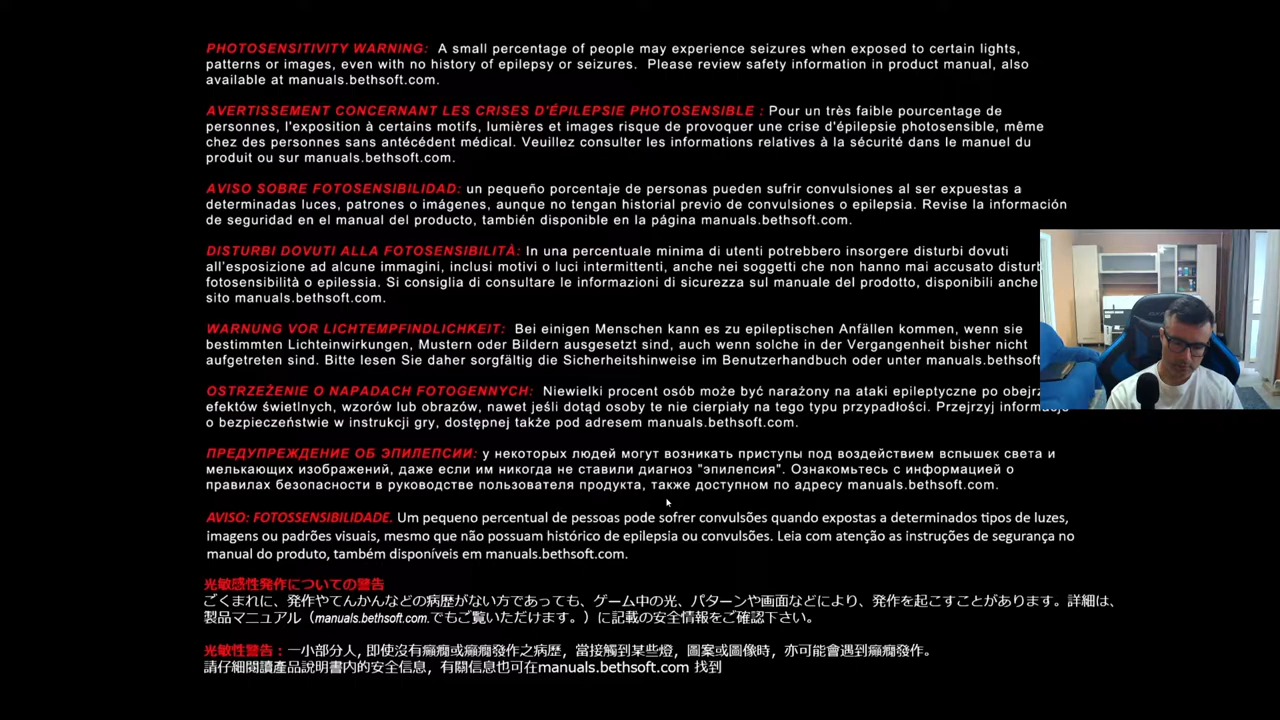 PHOTOSENSITIVITY WARNING: A small percentage of people may experience seizures when exposed to certain lights,
patterns or images, even with no history of epilepsy or seizures. Please review safety information in product manual, also
available at manuals.bethsoft.com.
AVERTISSEMENT CONCERNANT LES CRISES D'ÉPILEPSIE PHOTOSENSIBLE : Pour un très faible pourcentage de
personnes, l'exposition à certains motifs, lumières et images risque de provoquer une crise d'épilepsie photosensible, même
chez des personnes sans antécédent médical. Veuillez consulter les informations relatives à la sécurité dans le manuel du
produit ou sur manuals.bethsoft.com.
AVISO SOBRE FOTOSENSIBILIDAD: un pequeño porcentaje de personas pueden sufrir convulsiones al ser expuestas a
determinadas luces, patrones o imágenes, aunque no tengan historial previo de convulsiones o epilepsia. Revise la información
de seguridad en el manual del producto, también disponible en la página manuals.bethsoft.com.
DISTURBI DOVUTI ALLA FOTOSENSIBILITÀ: In una percentuale minima di utenti potrebbero insorgere disturbi dovuti
all'esposizione ad alcune immagini, inclusi motivi o luci intermittenti, anche nei soggetti che non hanno mai accusato disturb
fotosensibilità o epilessia. Si consiglia di consultare le informazioni di sicurezza sul manuale del prodotto, disponibili anche
sito manuals.bethsoft.com.
WARNUNG VOR LICHTEMPFINDLICHKEIT: Bei einigen Menschen kann es zu epileptischen Anfällen kommen, wenn sie
bestimmten Lichteinwirkungen, Mustern oder Bildern ausgesetzt sind, auch wenn solche in der Vergangenheit bisher nicht
aufgetreten sind. Bitte lesen Sie daher sorgfältig die Sicherheitshinweise im Benutzerhandbuch oder unter manuals.bethsoft
OSTRZEŻENIE O NAPADACH FOTOGENNYCH: Niewielki procent osób może być narażony na ataki epileptyczne po obejrz
efektów świetlnych, wzorów lub obrazów, nawet jeśli dotąd osoby te nie cierpiały na tego typu przypadłości. Przejrzyj informacje
o bezpieczeństwie w instrukcji gry, dostępnej także pod adresem manuals.bethsoft.com.
ПРЕДУПРЕЖДЕНИЕ ОБ ЭПИЛЕПСИИ: у некоторых людей могут возникать приступы под воздействием вспышек света и
мелькающих изображений, даже если им никогда не ставили диагноз "эпилепсия". Ознакомьтесь с информацией о
правилах безопасности в руководстве пользователя продукта, также доступном по адресу manuals.bethsoft.com.
AVISO: FOTOSSENSIBILIDADE. Um pequeno percentual de pessoas pode sofrer convulsões quando expostas a determinados tipos de luzes,
imagens ou padrões visuais, mesmo que não possuam histórico de epilepsia ou convulsões. Leia com atenção as instruções de segurança no
manual do produto, também disponíveis em manuals.bethsoft.com.
光敏感性発作についての警告
ごくまれに、発作やてんかんなどの病歴がない方であっても、ゲーム中の光、パターンや画面などにより、発作を起こすことがあります。詳細は、
製品マニュアル（manuals.bethsoft.com.でもご覧いただけます。）に記載の安全情報をご確認下さい。
光敏性警告：一小部分人，即使沒有癲癇或癲癇發作之病歷，當接觸到某些燈，圖案或圖像時，亦可能會遇到癲癇發作。
請仔細閱讀產品說明書內的安全信息，有關信息也可在manuals.bethsoft.com 找到